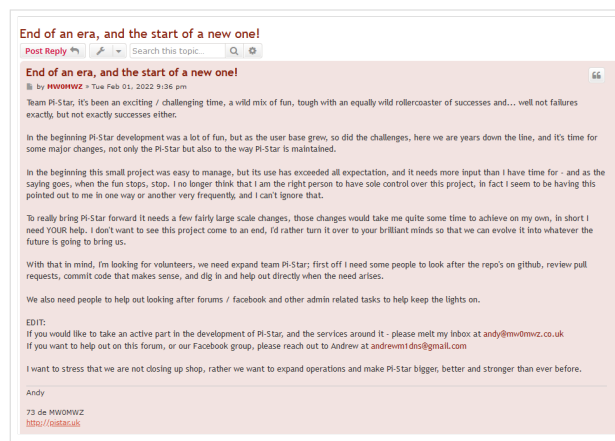 End of an era, and the start of a new one!
Post Reply
Search this topic…
End of an era, and the start of a new one!
by MW0MWZ » Tue Feb 01, 2022 9:36 pm
Team Pi-Star, it's been an exciting / challenging time, a wild mix of fun, tough with an equally wild rollercoaster of successes and... well not failures
exactly, but not exactly successes either.
In the beginning Pi-Star development was a lot of fun, but as the user base grew, so did the challenges, here we are years down the line, and it's time for
some major changes, not only the Pi-Star but also to the way Pi-Star is maintained.
In the beginning this small project was easy to manage, but its use has exceeded all expectation, and it needs more input than I have time for - and as the
saying goes, when the fun stops, stop. I no longer think that I am the right person to have sole control over this project, in fact I seem to be having this
pointed out to me in one way or another very frequently, and I can't ignore that.
To really bring Pi-Star forward it needs a few fairly large scale changes, those changes would take me quite some time to achieve on my own, in short I
need YOUR help. I don't want to see this project come to an end, I'd rather turn it over to your brilliant minds so that we can evolve it into whatever the
future is going to bring us.
With that in mind, I'm looking for volunteers, we need expand team Pi-Star; first off I need some people to look after the repo's on github, review pull
requests, commit code that makes sense, and dig in and help out directly when the need arises.
We also need people to help out looking after forums / facebook and other admin related tasks to help keep the lights on.
EDIT:
If you would like to take an active part in the development of Pi-Star, and the services around it - please melt my inbox at andy@mw0mwz.co.uk
If you want to help out on this forum, or our Facebook group, please reach out to Andrew at andrewm1dns@gmail.com
I want to stress that we are not closing up shop, rather we want to expand operations and make Pi-Star bigger, better and stronger than ever before.
Andy
73 de MW0MWZ
http://pistar.uk